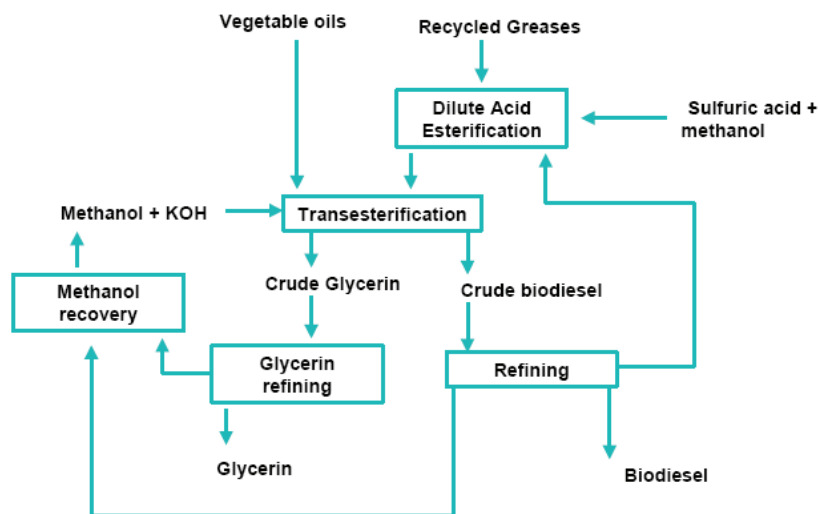 Vegetable oils
Recycled Greases
Dilute Acid
Esterification
Sulfuric acid +
methanol
Methanol + KOH
Transesterification
Methanol
recovery
Crude Glycerin
Crude biodiesel
Glycerin
refining
Refining
Glycerin
Biodiesel